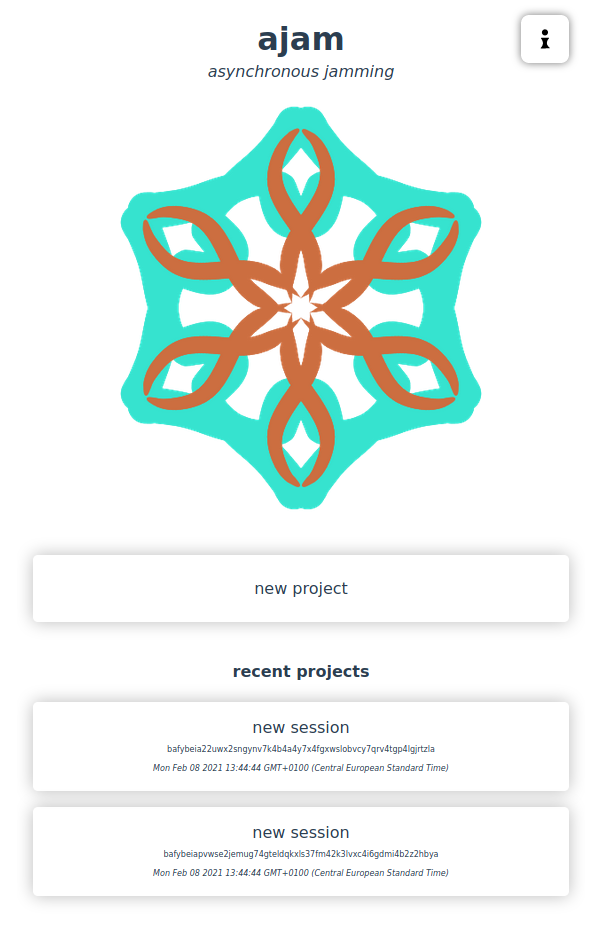 ajam
asynchronous jamming
new project
recent projects
new session
bafybeia22uwx2sngynv7k4b4a4y7x4fgxwslobvcy7qrv4tgp4lgjrtzla
Mon Feb 08 2021 13:44:44 GMT+0100 (Central European Standard Time)
new session
bafybeiapvwse2jemug74gteldqkxls37fm42k3lvxc4i6gdmi4b2z2hbya
Mon Feb 08 2021 13:44:44 GMT+0100 (Central European Standard Time)